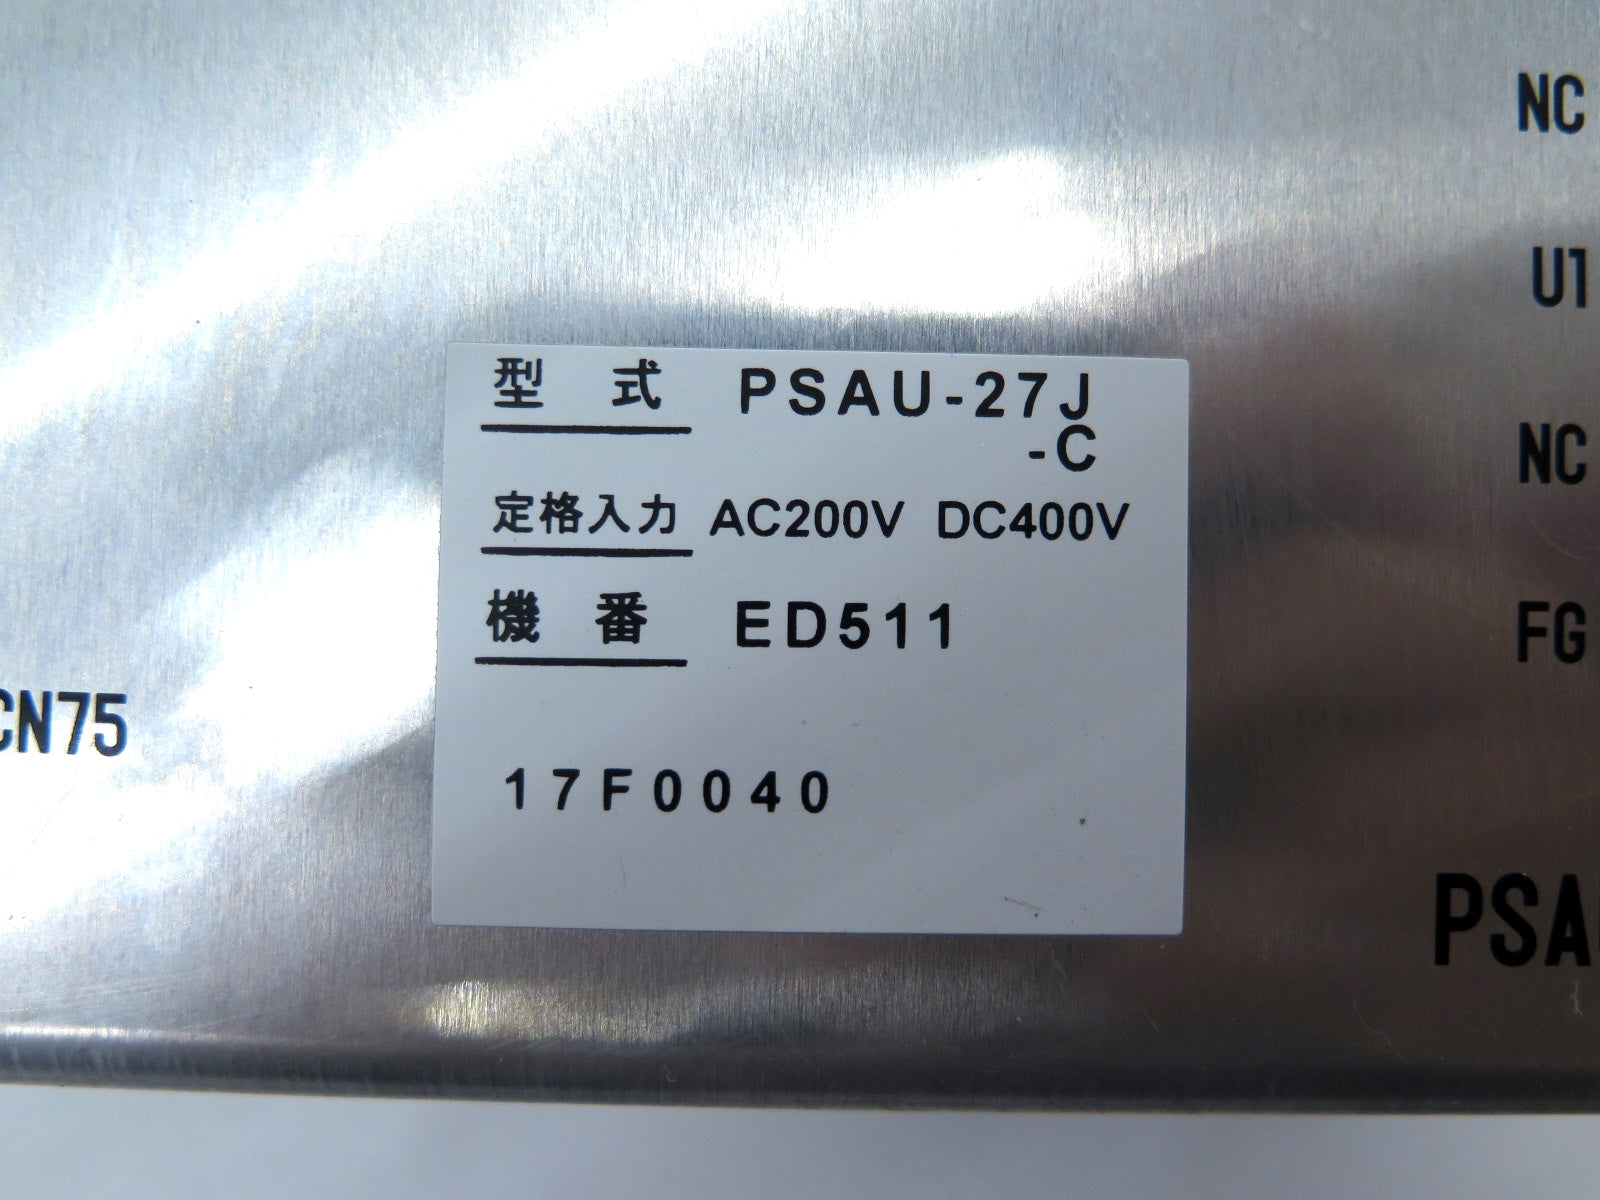 NC
U1
型 式 PSAU-27J
-C
NC
定格入力 AC200V DC400V
機 番 ED511
FG
CN75
17F0040
PSA